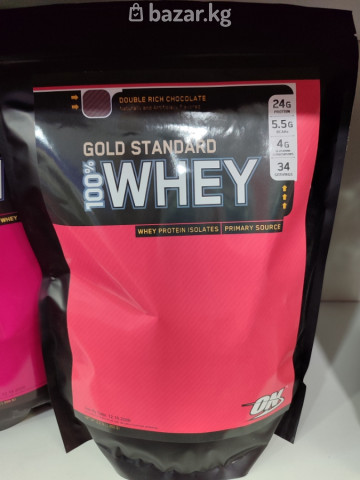 bazar.kg
DOUBLE RICH CHOCOLATE
24G
5.5G
4G
34
GOLD STANDARD
100% WHEY
WHEY PROTEIN ISOLATES PRIMARY SOURCE
WHEY
ON